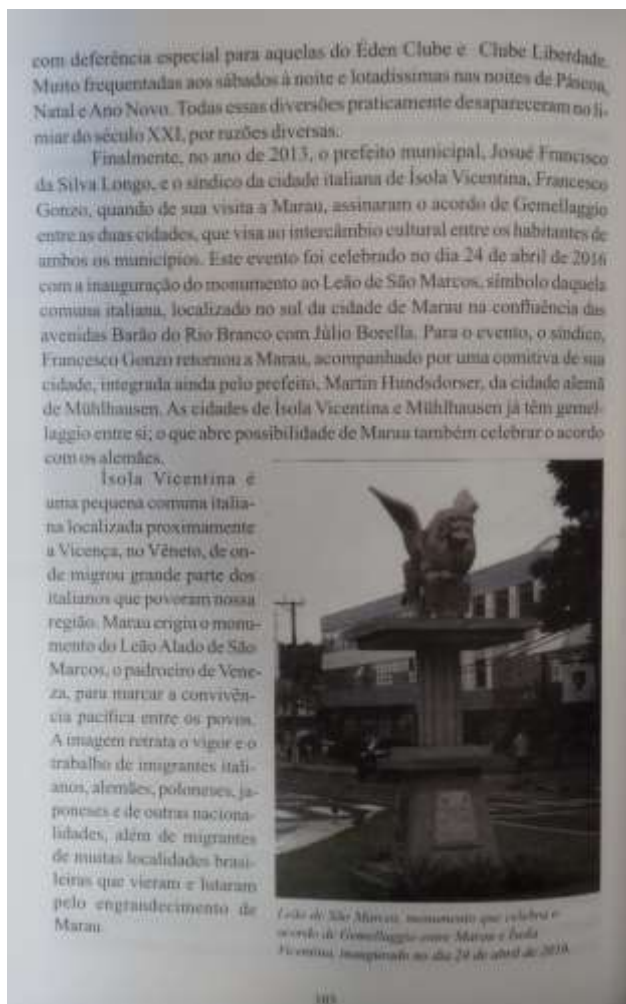 com deferência especial para aquelas do Éden Clube e Clube Liberdade.
Muito frequentadas aos sábados à noite e lotadíssimas nas noites de Páscoa,
Natal e Ano Novo. Todas essas diversões praticamente desapareceram no li-
miar do século XXI, por razões diversas.
Finalmente, no ano de 2013, o prefeito municipal, Josué Francisco
da Silva Longo, e o síndico da cidade italiana de Ísola Vicentina, Francesco
Gonzo, quando de sua visita a Marau, assinaram o acordo de Gemellaggio
entre as duas cidades, que visa ao intercâmbio cultural entre os habitantes de
ambos os municípios. Este evento foi celebrado no dia 24 de abril de 2016
com a inauguração do monumento ao Leão de São Marcos, símbolo daquela
comuna italiana, localizado no sul da cidade de Marau na confluência das
avenidas Barão do Rio Branco com Júlio Borella. Para o evento, o síndico,
Francesco Gonzo retornou a Marau, acompanhado por uma comitiva de sua
cidade, integrada ainda pelo prefeito, Martin Hundsdorser, da cidade alemã
de Mühlhausen. As cidades de Ísola Vicentina e Mühlhausen já têm gemel-
laggio entre si; o que abre possibilidade de Marau também celebrar o acordo
com os alemães.
Ísola Vicentina é
uma pequena comuna italia-
na localizada proximamente
a Vicença, no Vêneto, de on-
de migrou grande parte dos
italianos que povoram nossa
região. Marau erigiu o monu-
mento do Leão Alado de São
Marcos, o padroeiro de Vene-
za, para marcar a convivên-
cia pacífica entre os povos.
A imagem retrata o vigor e o
trabalho de imigrantes itali-
anos, alemães, poloneses, ja-
poneses e de outras naciona-
lidades, além de migrantes
de muitas localidades brasi-
leiras que vieram e lutaram
pelo engrandecimento de
Marau.
Leão de São Marcos, monumento que celebra o
acordo de Gemellaggio entre Marau e Ísola
Vicentina, inaugurado no dia 24 de abril de